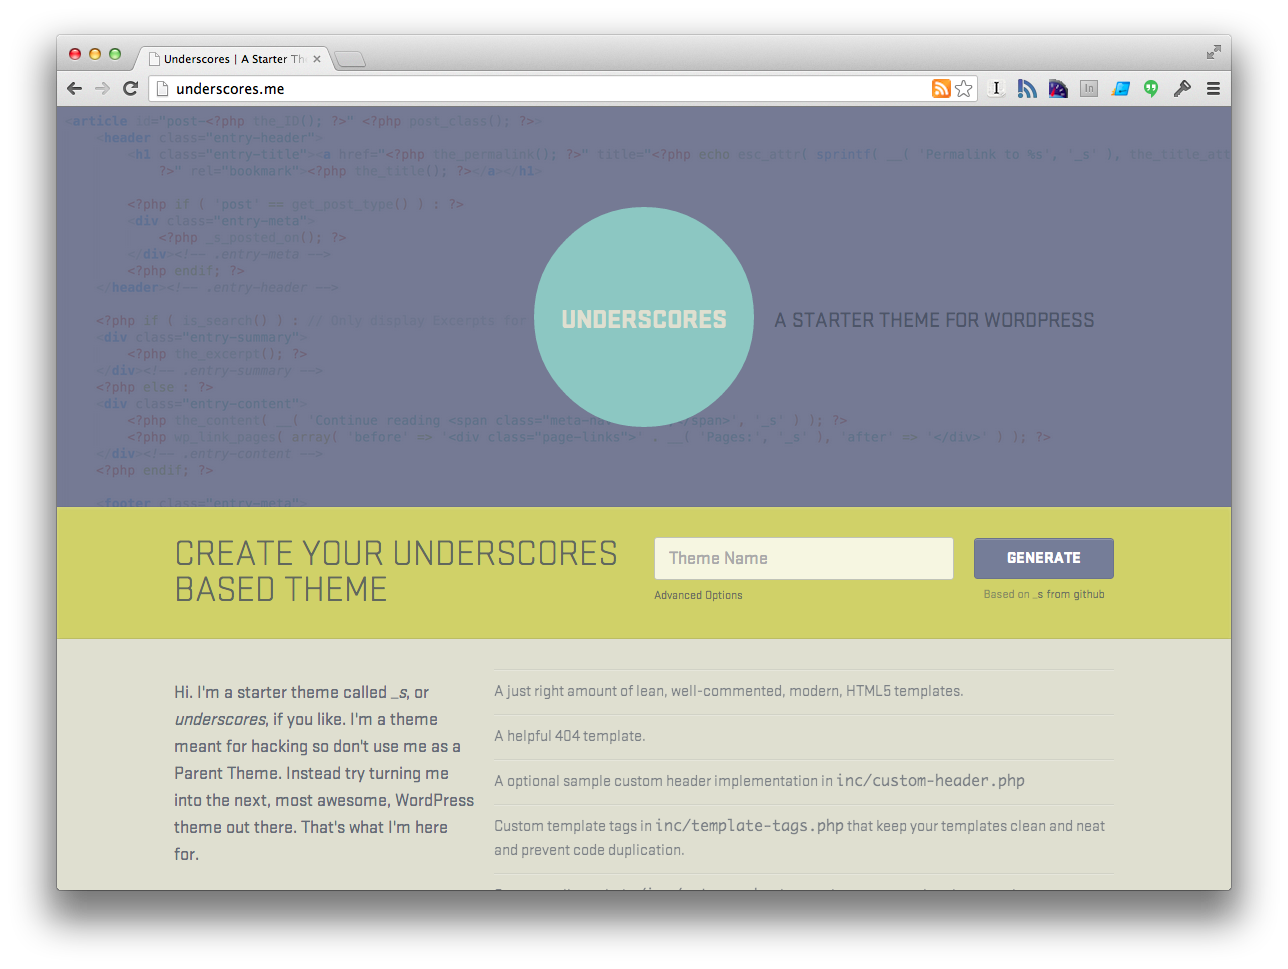 Underscores | A Starter Th
underscores.me
<article id="post-<?php the_ID(); ?>" <?php post_class(); ?>>
<header class="entry-header">
<h1 class="entry-title"><a href="<?php the_permalink(); ?>" title="<?php echo esc_attr( sprintf( __( 'Permalink to %s', '_s' ), the_title_attr
?>" rel="bookmark"><?php the_title(); ?></a></h1>
<?php if ( 'post' == get_post_type() ) : ?>
<div class="entry-meta">
<?php _s_posted_on(); ?>
</div><!-- .entry-meta -->
<?php endif; ?>
</header><!-- .entry-header -->
<?php if ( is_search() ) : // Only display Excerpts for
<div class="entry-summary">
<?php the_excerpt(); ?>
</div><!-- .entry-summary -->
<?php else : ?>
<div class="entry-content">
<?php the_content( __( 'Continue reading <span class="meta-na </span>', '_s' ) ); ?>
<?php wp_link_pages( array( 'before' => '<div class="page-links">' . __( 'Pages:', '_s' ), 'after' => '</div>' ) ); ?>
</div><!-- .entry-content -->
<?php endif; ?>
<footer class="entry-meta">
UNDERSCORES
A STARTER THEME FOR WORDPRESS
CREATE YOUR UNDERSCORES
BASED THEME
Theme Name
GENERATE
Advanced Options
Based on _s from github
Hi. I'm a starter theme called _s, or
underscores, if you like. I'm a theme
meant for hacking so don't use me as a
Parent Theme. Instead try turning me
into the next, most awesome, WordPress
theme out there. That's what I'm here
for.
A just right amount of lean, well-commented, modern, HTML5 templates.
A helpful 404 template.
A optional sample custom header implementation in inc/custom-header.php
Custom template tags in inc/template-tags.php that keep your templates clean and neat
and prevent code duplication.